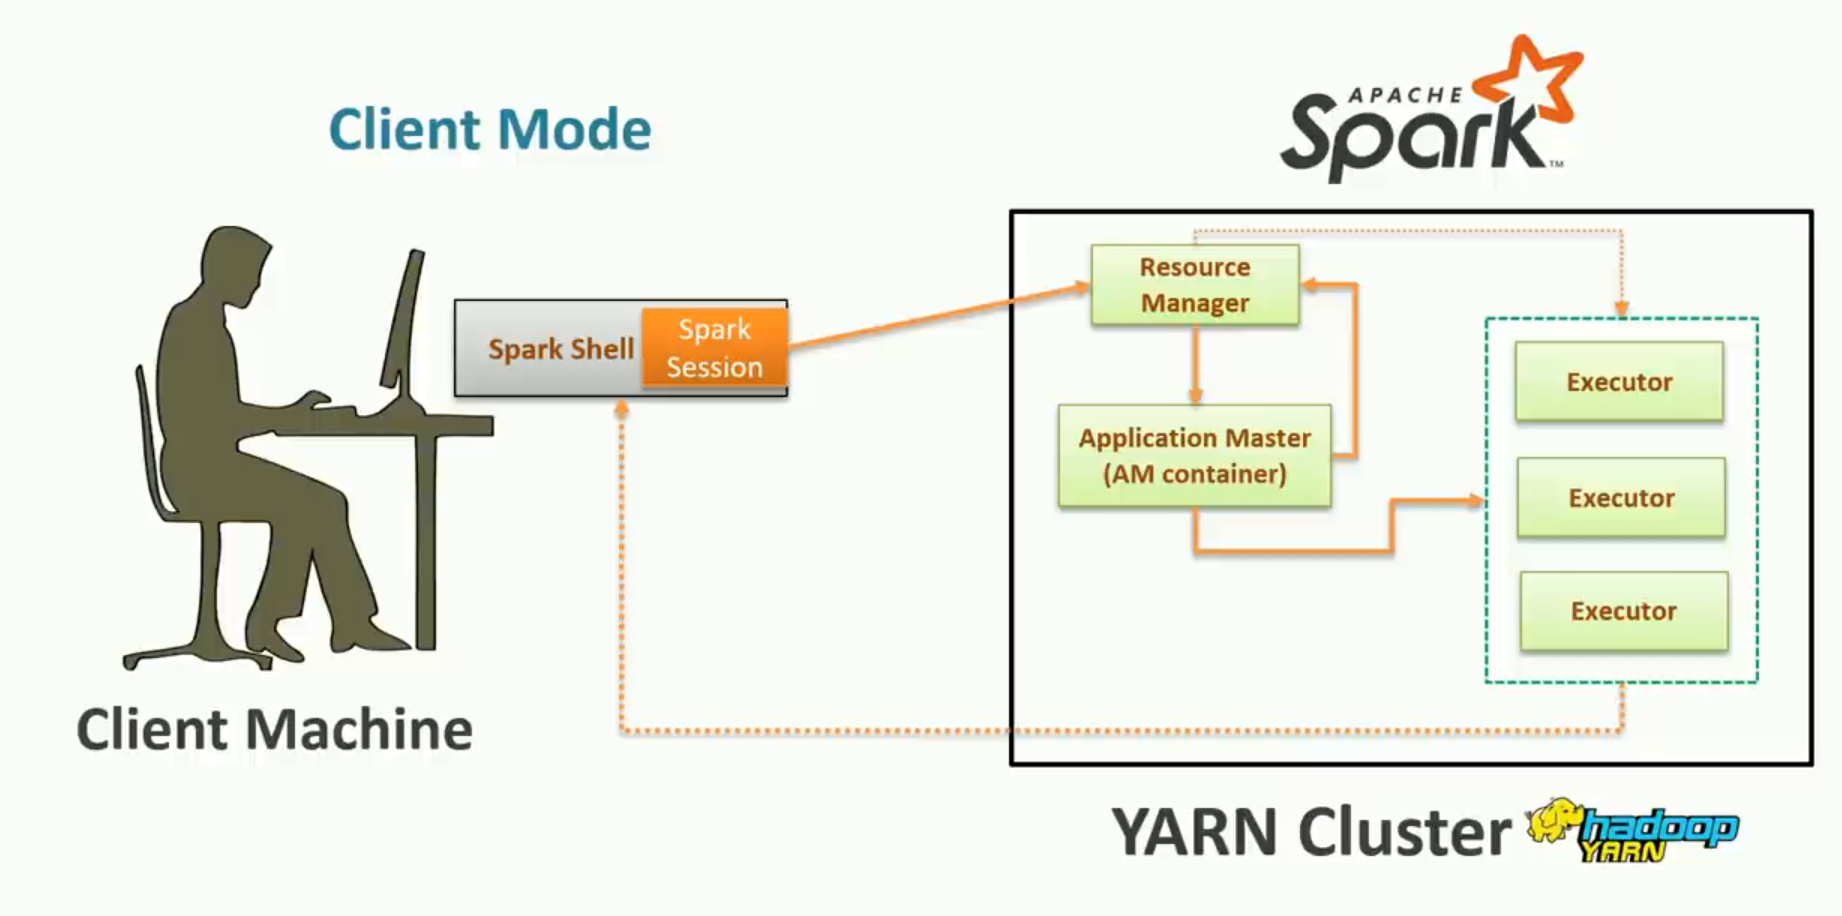 Client Mode
APACHE
Spark
TM
Spark Shell
Spark
Session
Resource
Manager
Application Master
(AM container)
Executor
Executor
Executor
Client Machine
YARN Cluster
hadoop
YARN